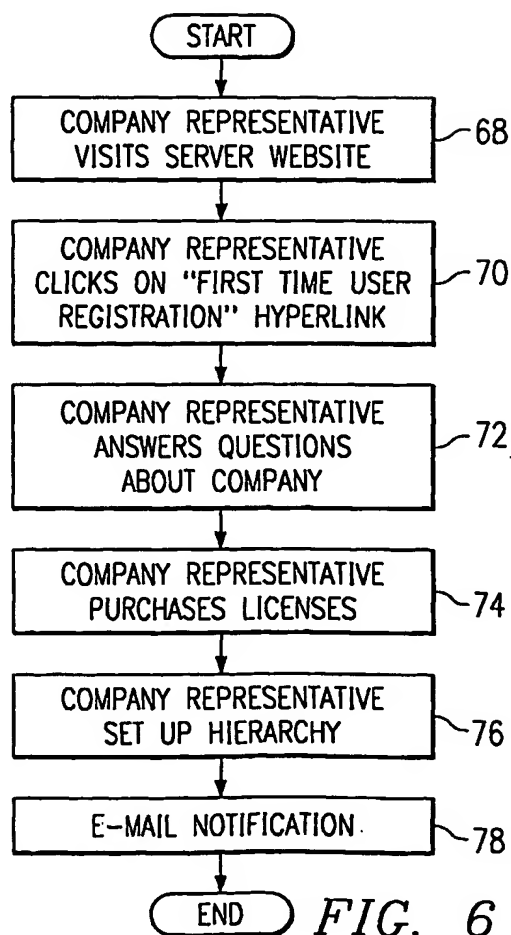 START
COMPANY REPRESENTATIVE
VISITS SERVER WEBSITE
68
COMPANY REPRESENTATIVE
CLICKS ON "FIRST TIME USER
REGISTRATION" HYPERLINK
70
COMPANY REPRESENTATIVE
ANSWERS QUESTIONS
ABOUT COMPANY
72
COMPANY REPRESENTATIVE
PURCHASES LICENSES
74
COMPANY REPRESENTATIVE
SET UP HIERARCHY
76
E-MAIL NOTIFICATION
78
END
FIG. 6